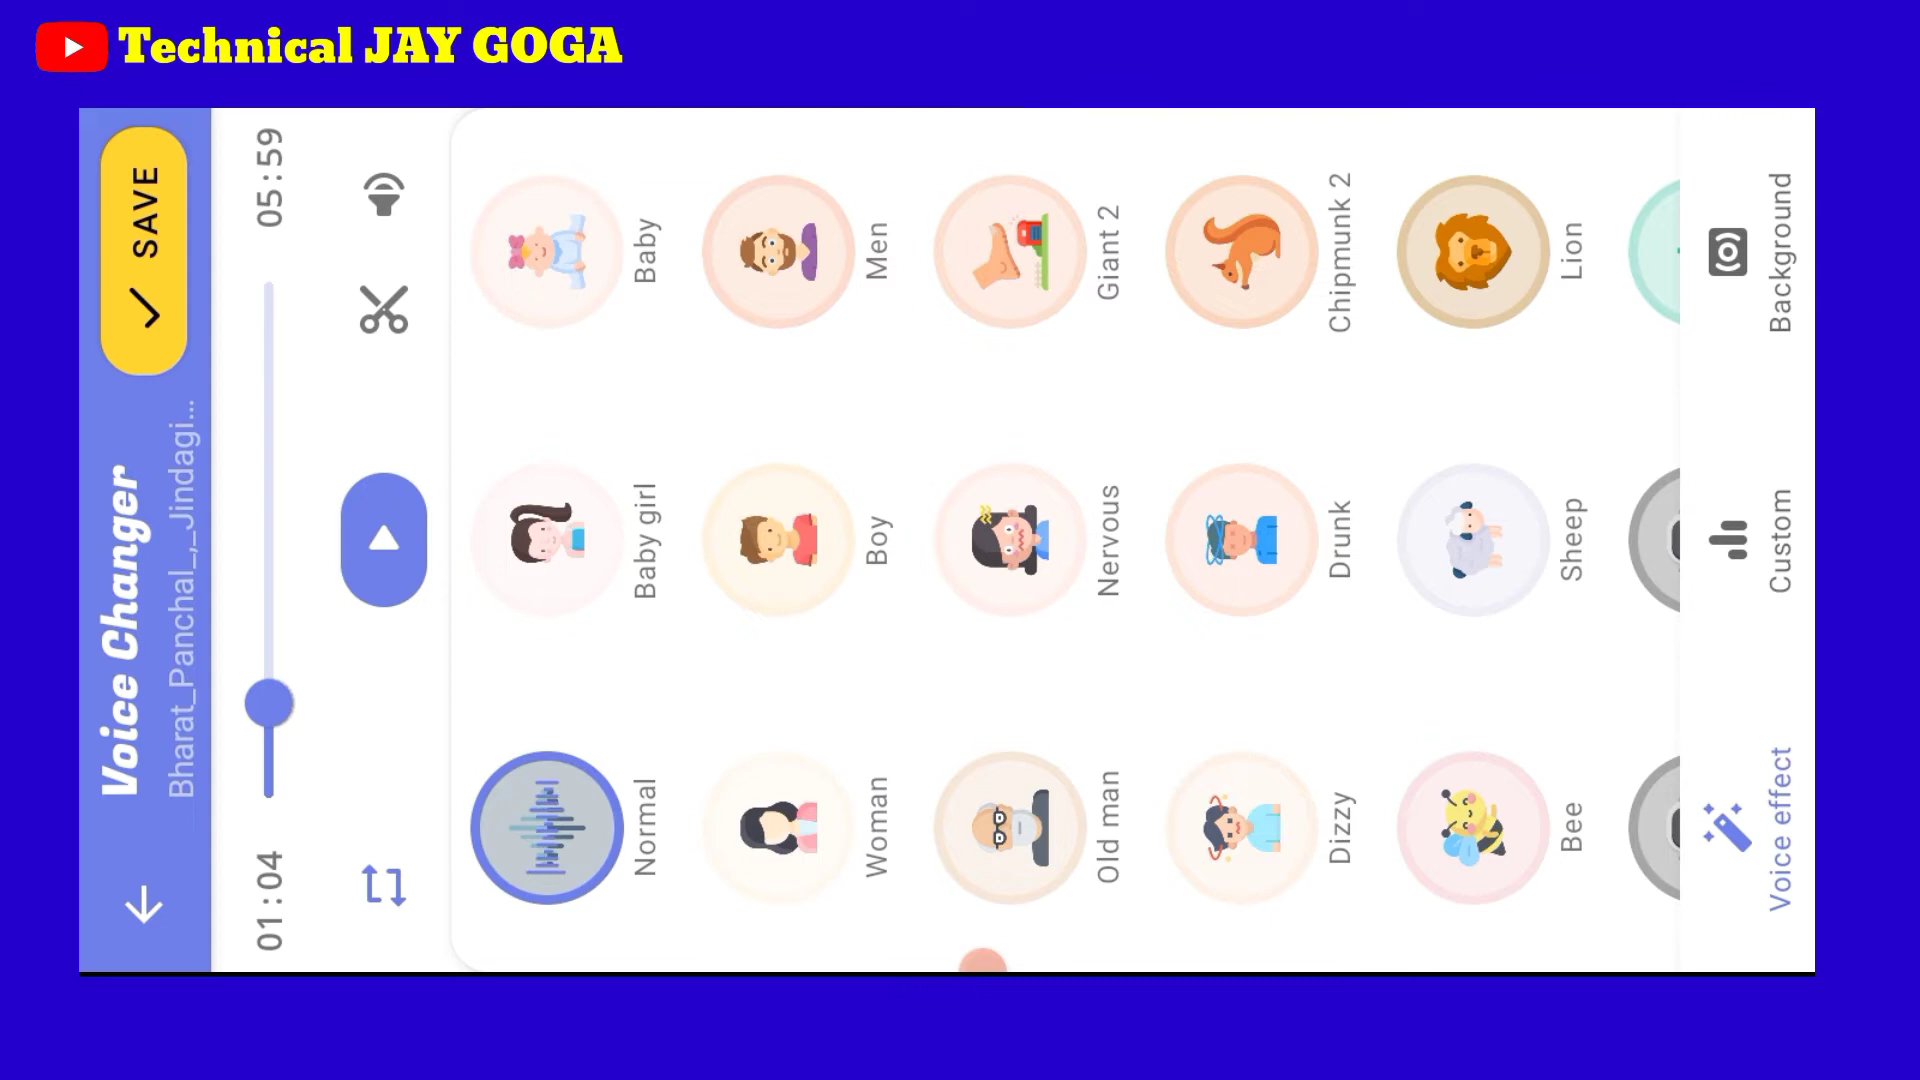 Technical JAY GOGA
Voice Changer
Bharat_Panchal_,_Jindagi...
SAVE
01:04
05:59
Normal
Baby girl
Baby
Woman
Boy
Men
Old man
Nervous
Giant 2
Dizzy
Drunk
Chipmunk 2
Bee
Sheep
Lion
Voice effect
Custom
Background